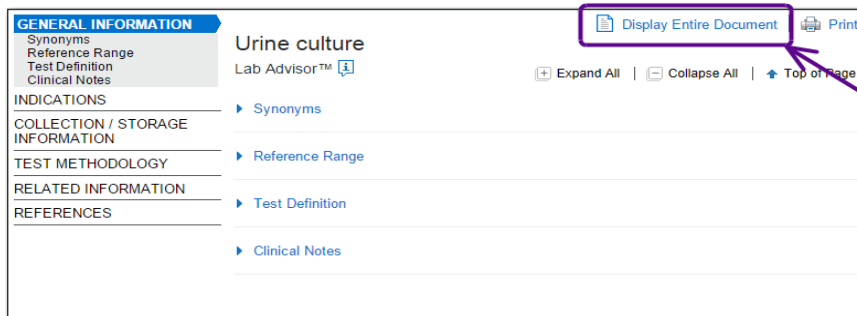 GENERAL INFORMATION
Synonyms
Reference Range
Test Definition
Clinical Notes
INDICATIONS
COLLECTION / STORAGE
INFORMATION
TEST METHODOLOGY
RELATED INFORMATION
REFERENCES
Display Entire Document
Print
Urine culture
Lab Advisor™
Expand All | Collapse All | Top of Page
Synonyms
Reference Range
Test Definition
Clinical Notes